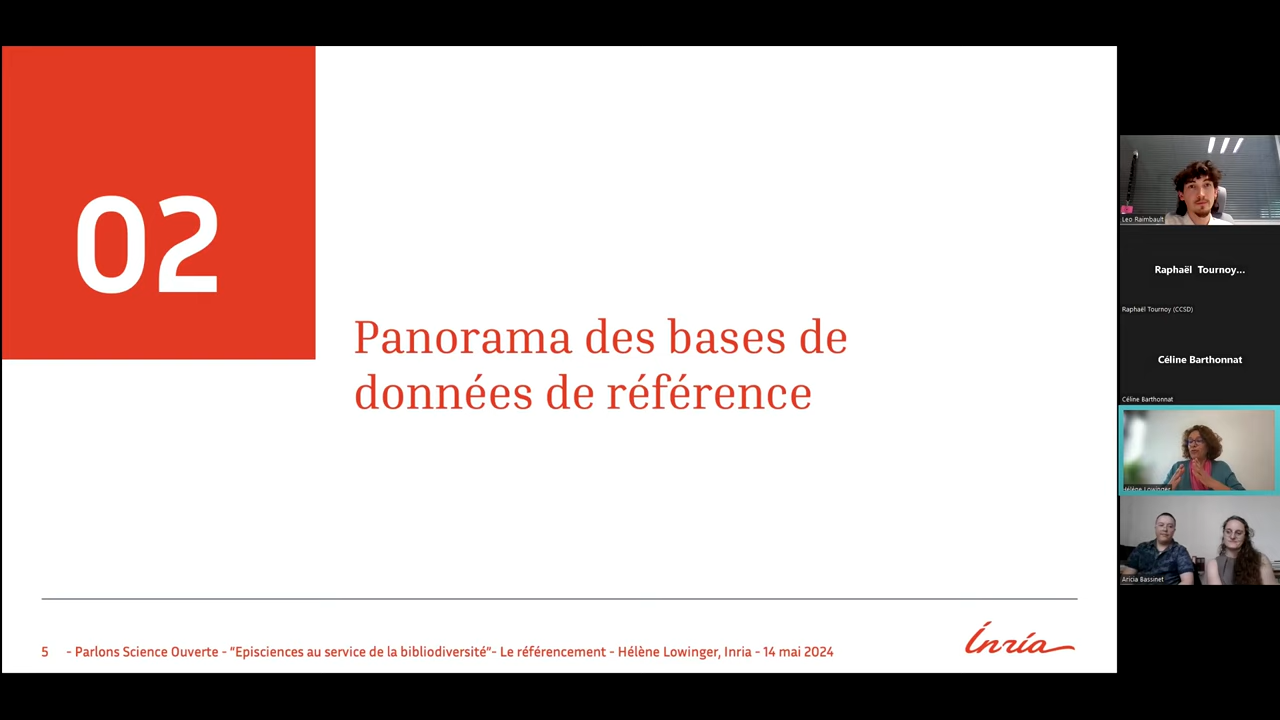 02
Panorama des bases de
données de référence
5 - Parlons Science Ouverte - “Episciences au service de la bibliodiversité”- Le référencement - Hélène Lowinger, Inria - 14 mai 2024
Inria
Leo Raimbault
Raphaël Tournoy...
Raphaël Tournoy (CCSD)
Céline Barthonnat
Céline Barthonnat
Hélène Lowinger
Aricia Bassinet